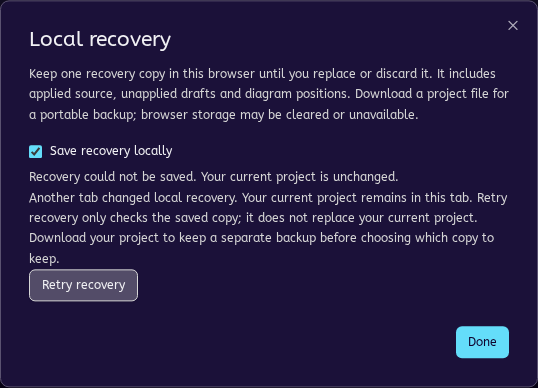 Local recovery
Keep one recovery copy in this browser until you replace or discard it. It includes
applied source, unapplied drafts and diagram positions. Download a project file for
a portable backup; browser storage may be cleared or unavailable.
Save recovery locally
Recovery could not be saved. Your current project is unchanged.
Another tab changed local recovery. Your current project remains in this tab. Retry
recovery only checks the saved copy; it does not replace your current project.
Download your project to keep a separate backup before choosing which copy to
keep.
Retry recovery
Done